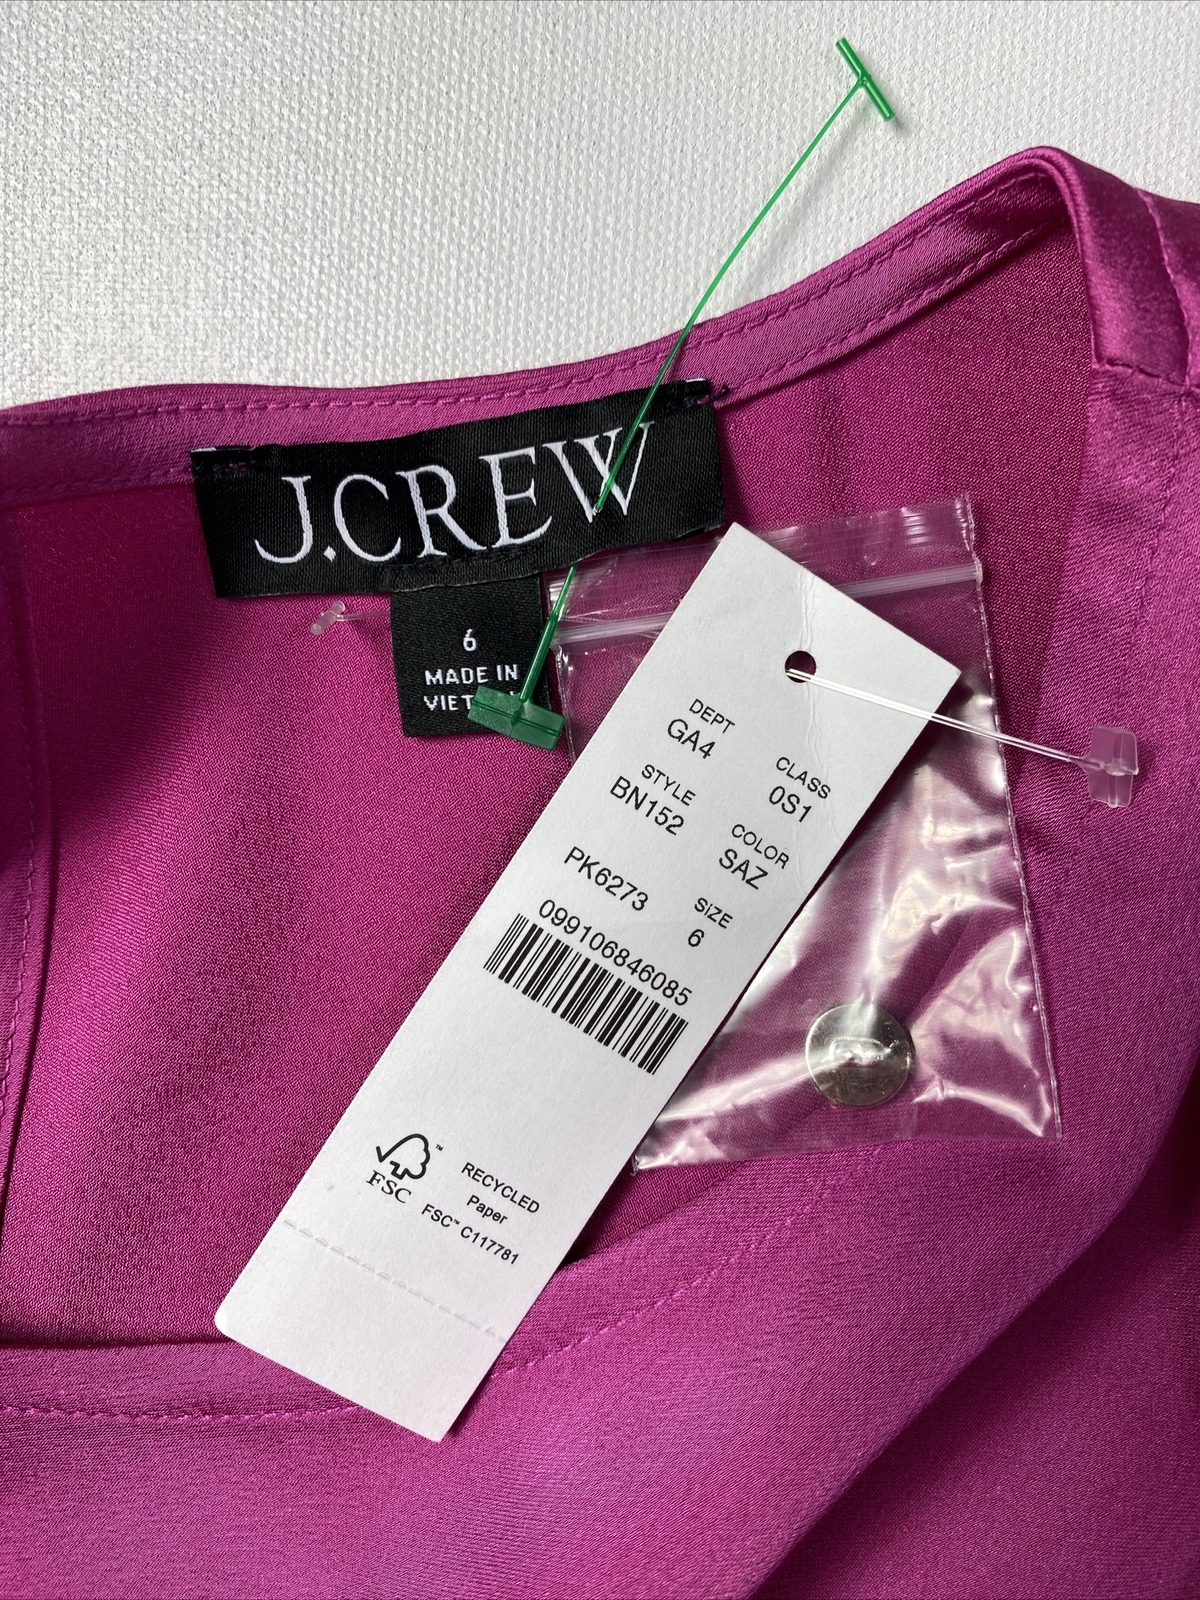 J.CREW
6
MADE IN
DEPT
GA4
CLASS
0S1
STYLE
BN152
COLOR
SAZ
PK6273
SIZE
6
099106846085
FSC
™
RECYCLED
Paper
FSC™ C117781